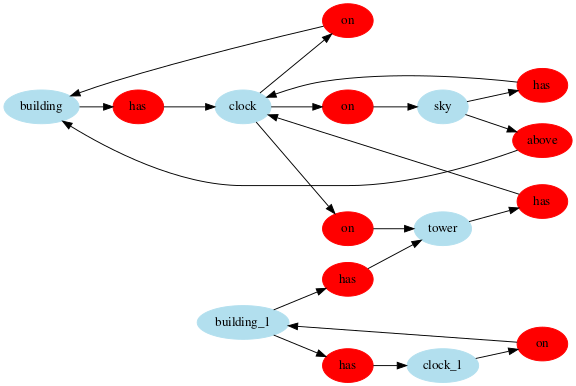 on
building
has
clock
on
sky
has
above
has
on
tower
has
building_1
has
clock_1
on